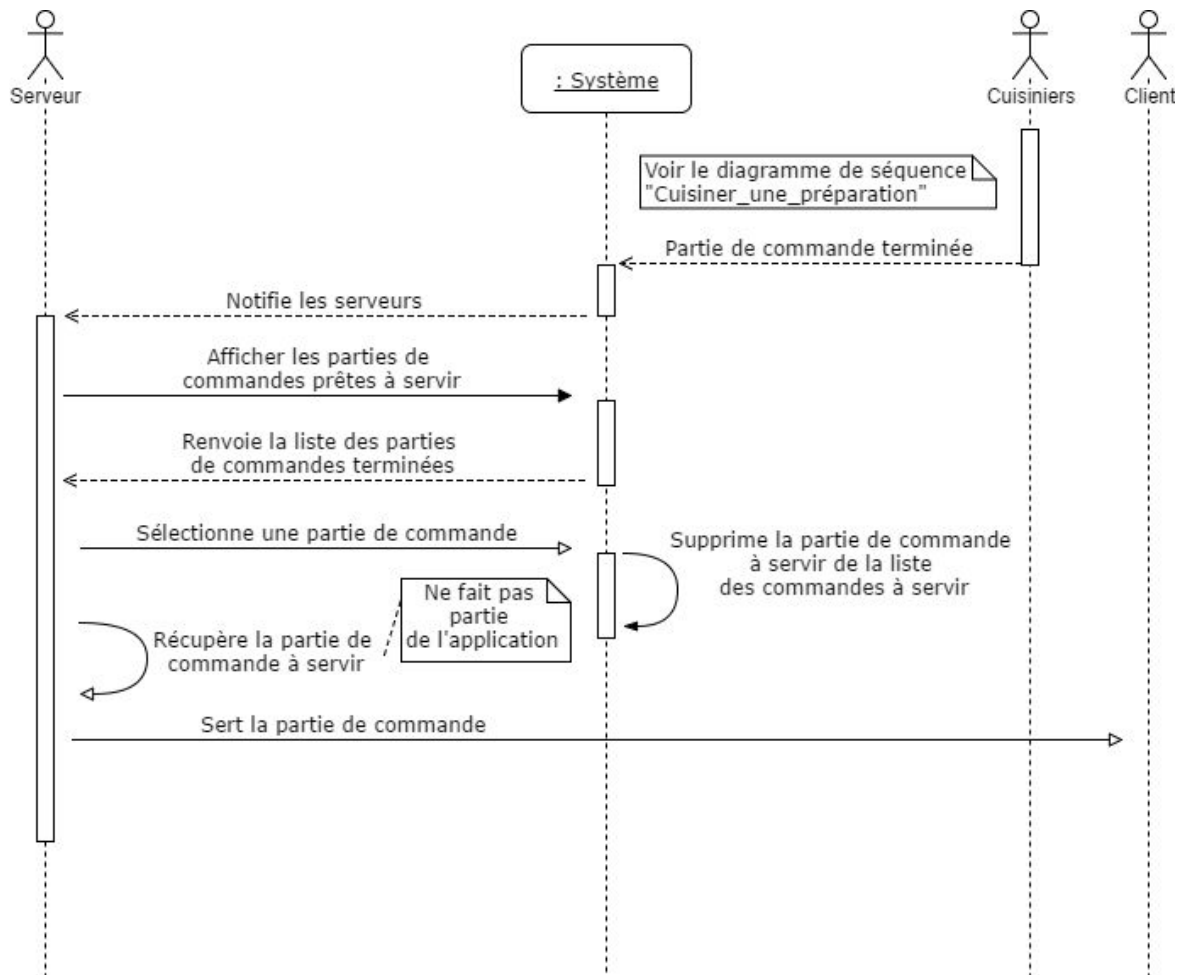 Serveur
: Système
Cuisiniers
Client
Voir le diagramme de séquence
"Cuisiner_une_préparation"
Partie de commande terminée
Notifie les serveurs
Afficher les parties de
commandes prêtes à servir
Renvoie la liste des parties
de commandes terminées
Sélectionne une partie de commande
Supprime la partie de commande
à servir de la liste
des commandes à servir
Ne fait pas
partie
de l'application
Récupère la partie de
commande à servir
Sert la partie de commande